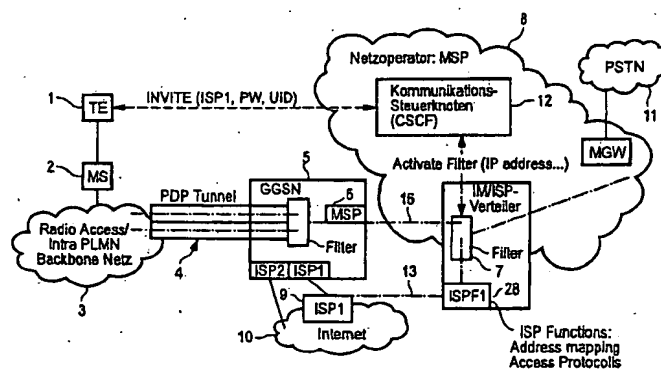 8
Netzoperator: MSP
PSTN
1
TE
INVITE (ISP1, PW, UID)
Kommunikations-
Steuerknoten
(CSCF)
12
11
2
MS
5
Activate Filter (IP address...)
MGW
PDP Tunnel
GGSN
6
MSP
IM/ISP-
Verteiler
16
Radio Access/
Intra PLMN
Backbone Netz
Filter
Filter
7
4
ISP2
ISP1
13
3
9
ISP1
ISPF1
28
10
Internet
ISP Functions:
Address mapping
Access Protocolls